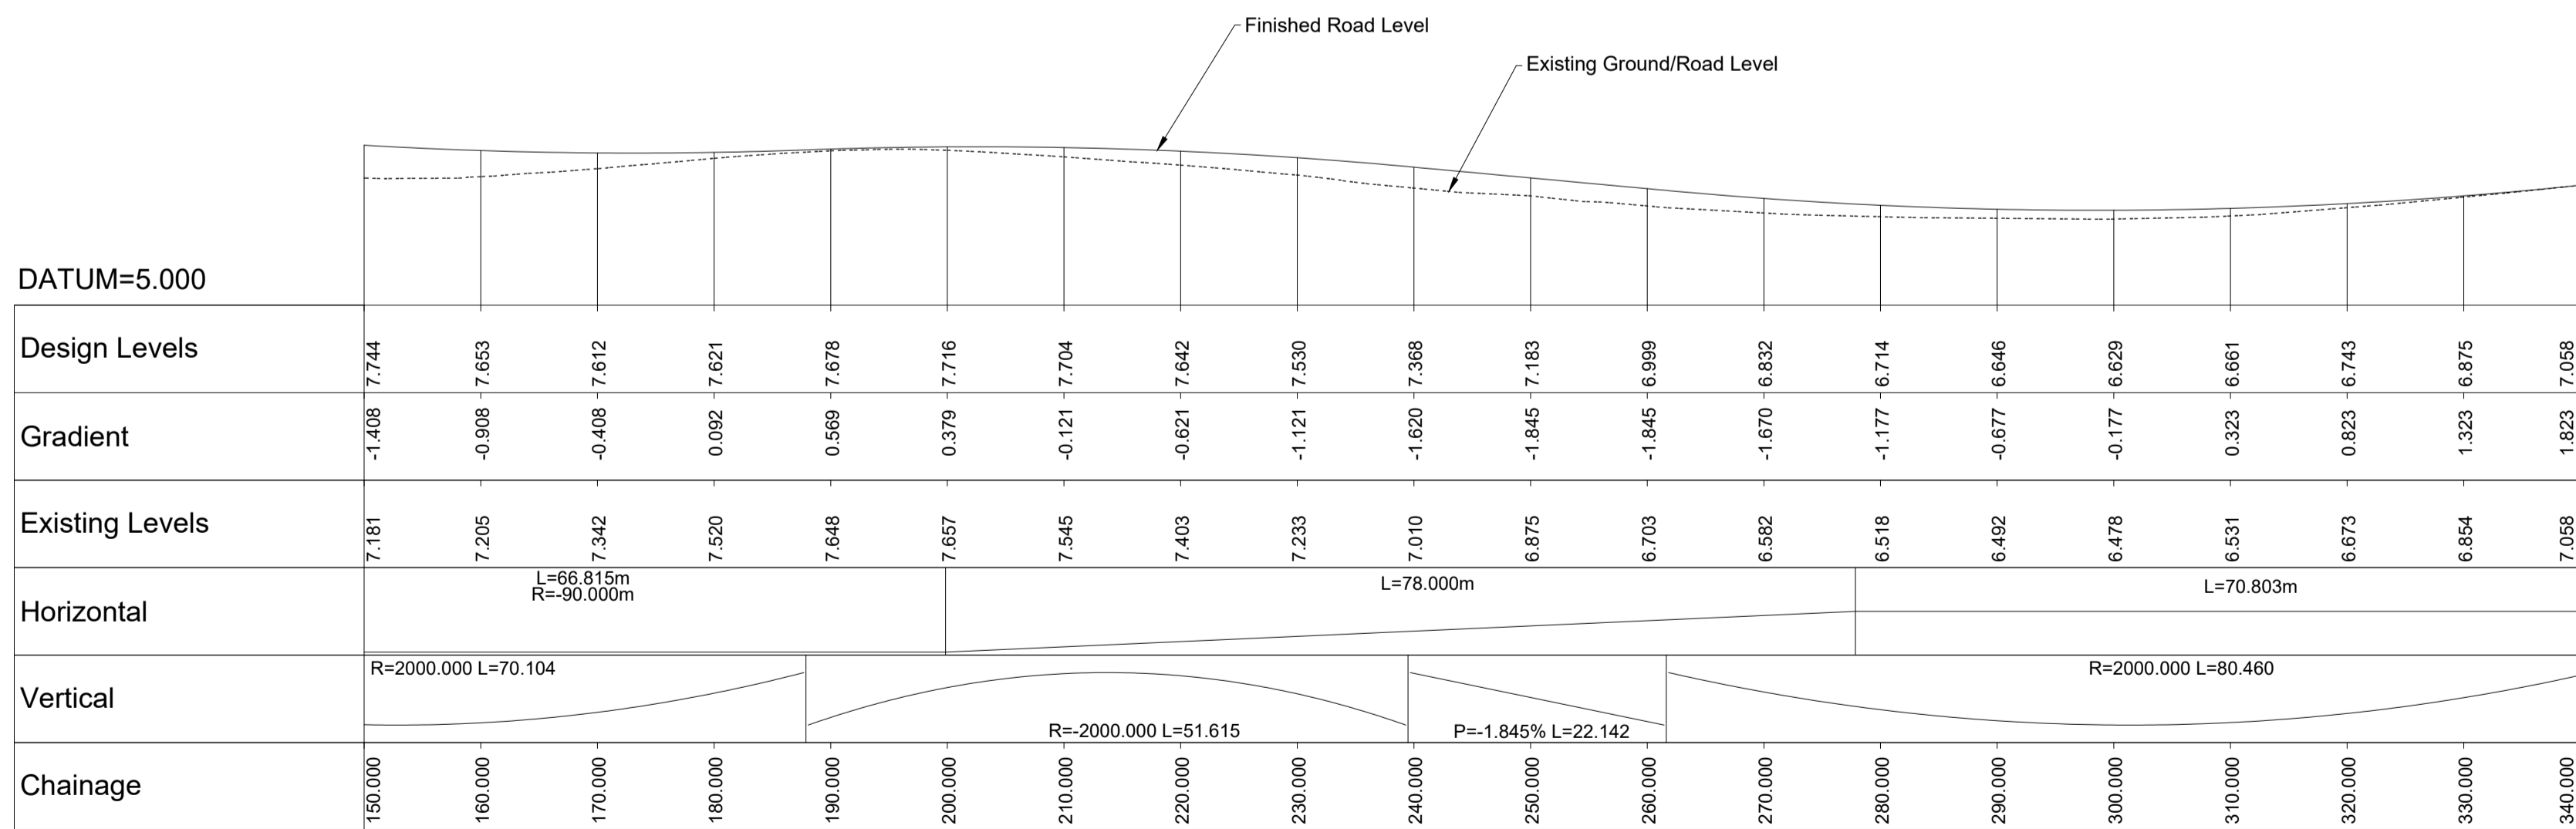 Finished Road Level
Existing Ground/Road Level
DATUM=5.000
Design Levels
7.744 7.653 7.612 7.621 7.678 7.716 7.704 7.642 7.530 7.368 7.183 6.999 6.832 6.714 6.646 6.629 6.661 6.743 6.875 7.058
Gradient
-1.408 -0.908 -0.408 0.092 0.569 0.379 -0.121 -0.621 -1.121 -1.620 -1.845 -1.845 -1.670 -1.177 -0.677 -0.177 0.323 0.823 1.323 1.823
Existing Levels
7.181 7.205 7.342 7.520 7.648 7.657 7.545 7.403 7.233 7.010 6.875 6.703 6.582 6.518 6.492 6.478 6.531 6.673 6.854 7.058
Horizontal
L=66.815m
R=-90.000m
L=78.000m
L=70.803m
Vertical
R=2000.000 L=70.104
R=-2000.000 L=51.615
P=-1.845% L=22.142
R=2000.000 L=80.460
Chainage
150.000 160.000 170.000 180.000 190.000 200.000 210.000 220.000 230.000 240.000 250.000 260.000 270.000 280.000 290.000 300.000 310.000 320.000 330.000 340.000